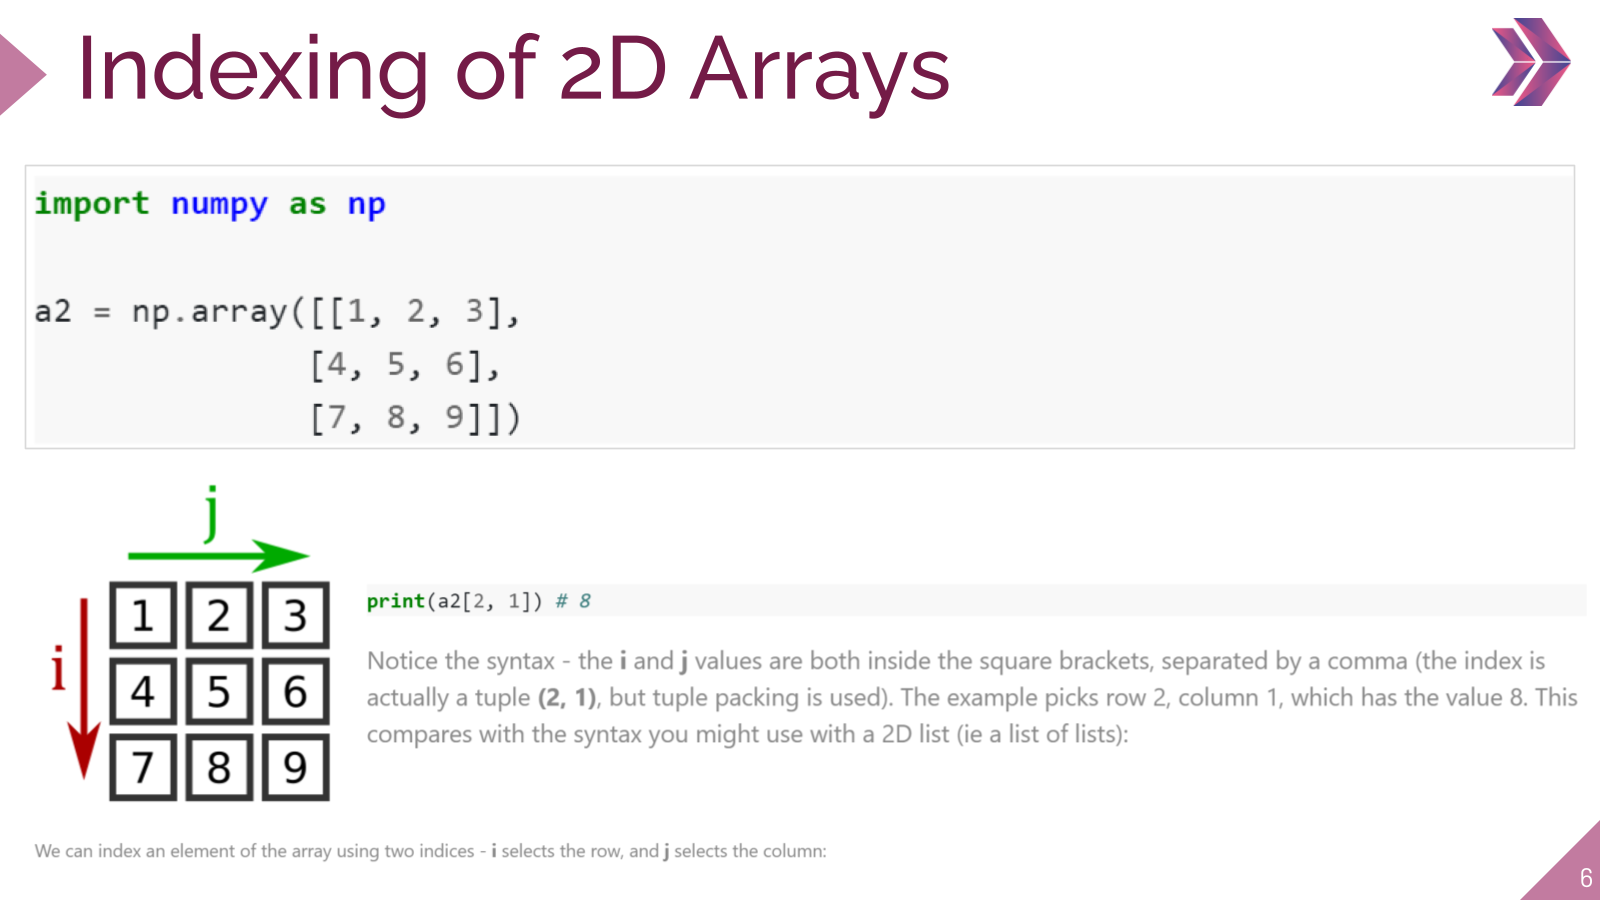 Indexing of 2D Arrays
import numpy as np
a2 = np.array([[1, 2, 3],
[4, 5, 6],
[7, 8, 9]])
j
i
1 2 3
4 5 6
7 8 9
print(a2[2, 1]) # 8
Notice the syntax - the i and j values are both inside the square brackets, separated by a comma (the index is
actually a tuple (2, 1), but tuple packing is used). The example picks row 2, column 1, which has the value 8. This
compares with the syntax you might use with a 2D list (ie a list of lists):
We can index an element of the array using two indices - i selects the row, and j selects the column:
6